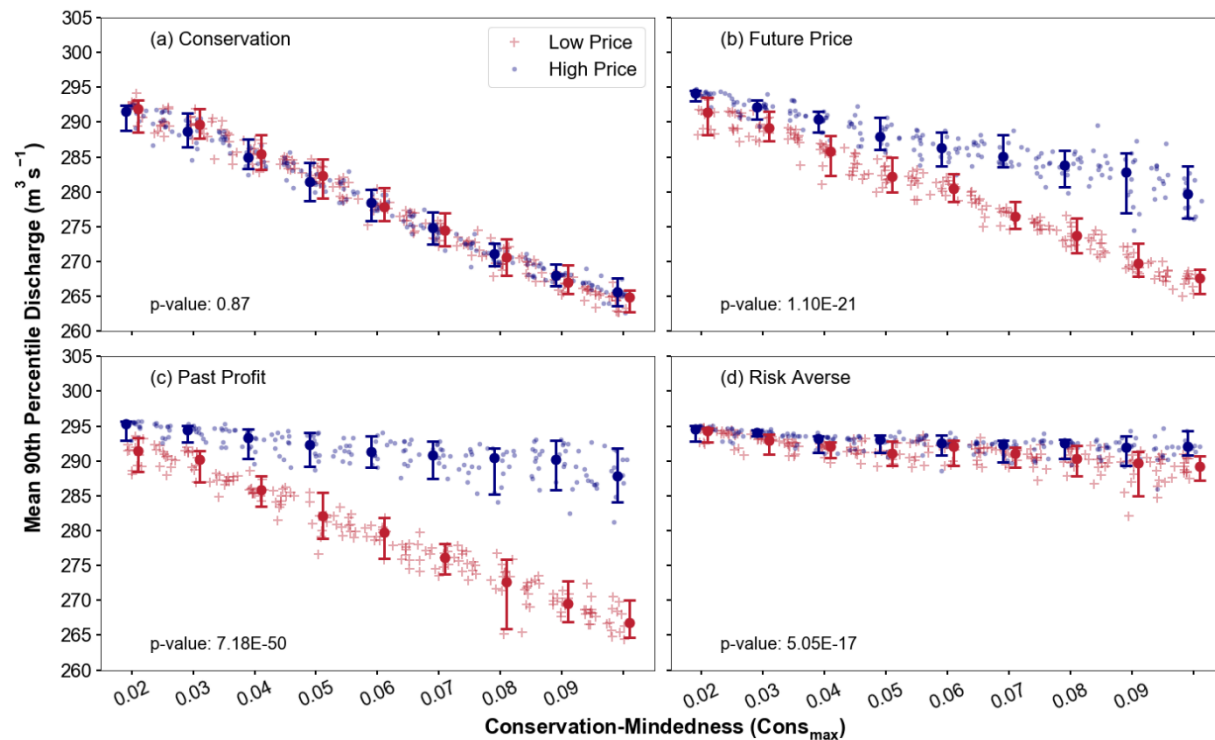 (a) Conservation
Low Price
High Price
p-value: 0.87
(b) Future Price
p-value: 1.10E-21
(c) Past Profit
p-value: 7.18E-50
(d) Risk Averse
p-value: 5.05E-17
Mean 90th Percentile Discharge (m³ s⁻¹)
305
300
295
290
285
280
275
270
265
260
305
300
295
290
285
280
275
270
265
260
0.02 0.03 0.04 0.05 0.06 0.07 0.08 0.09
0.02 0.03 0.04 0.05 0.06 0.07 0.08 0.09
Conservation-Mindedness (Consₘₐₓ)